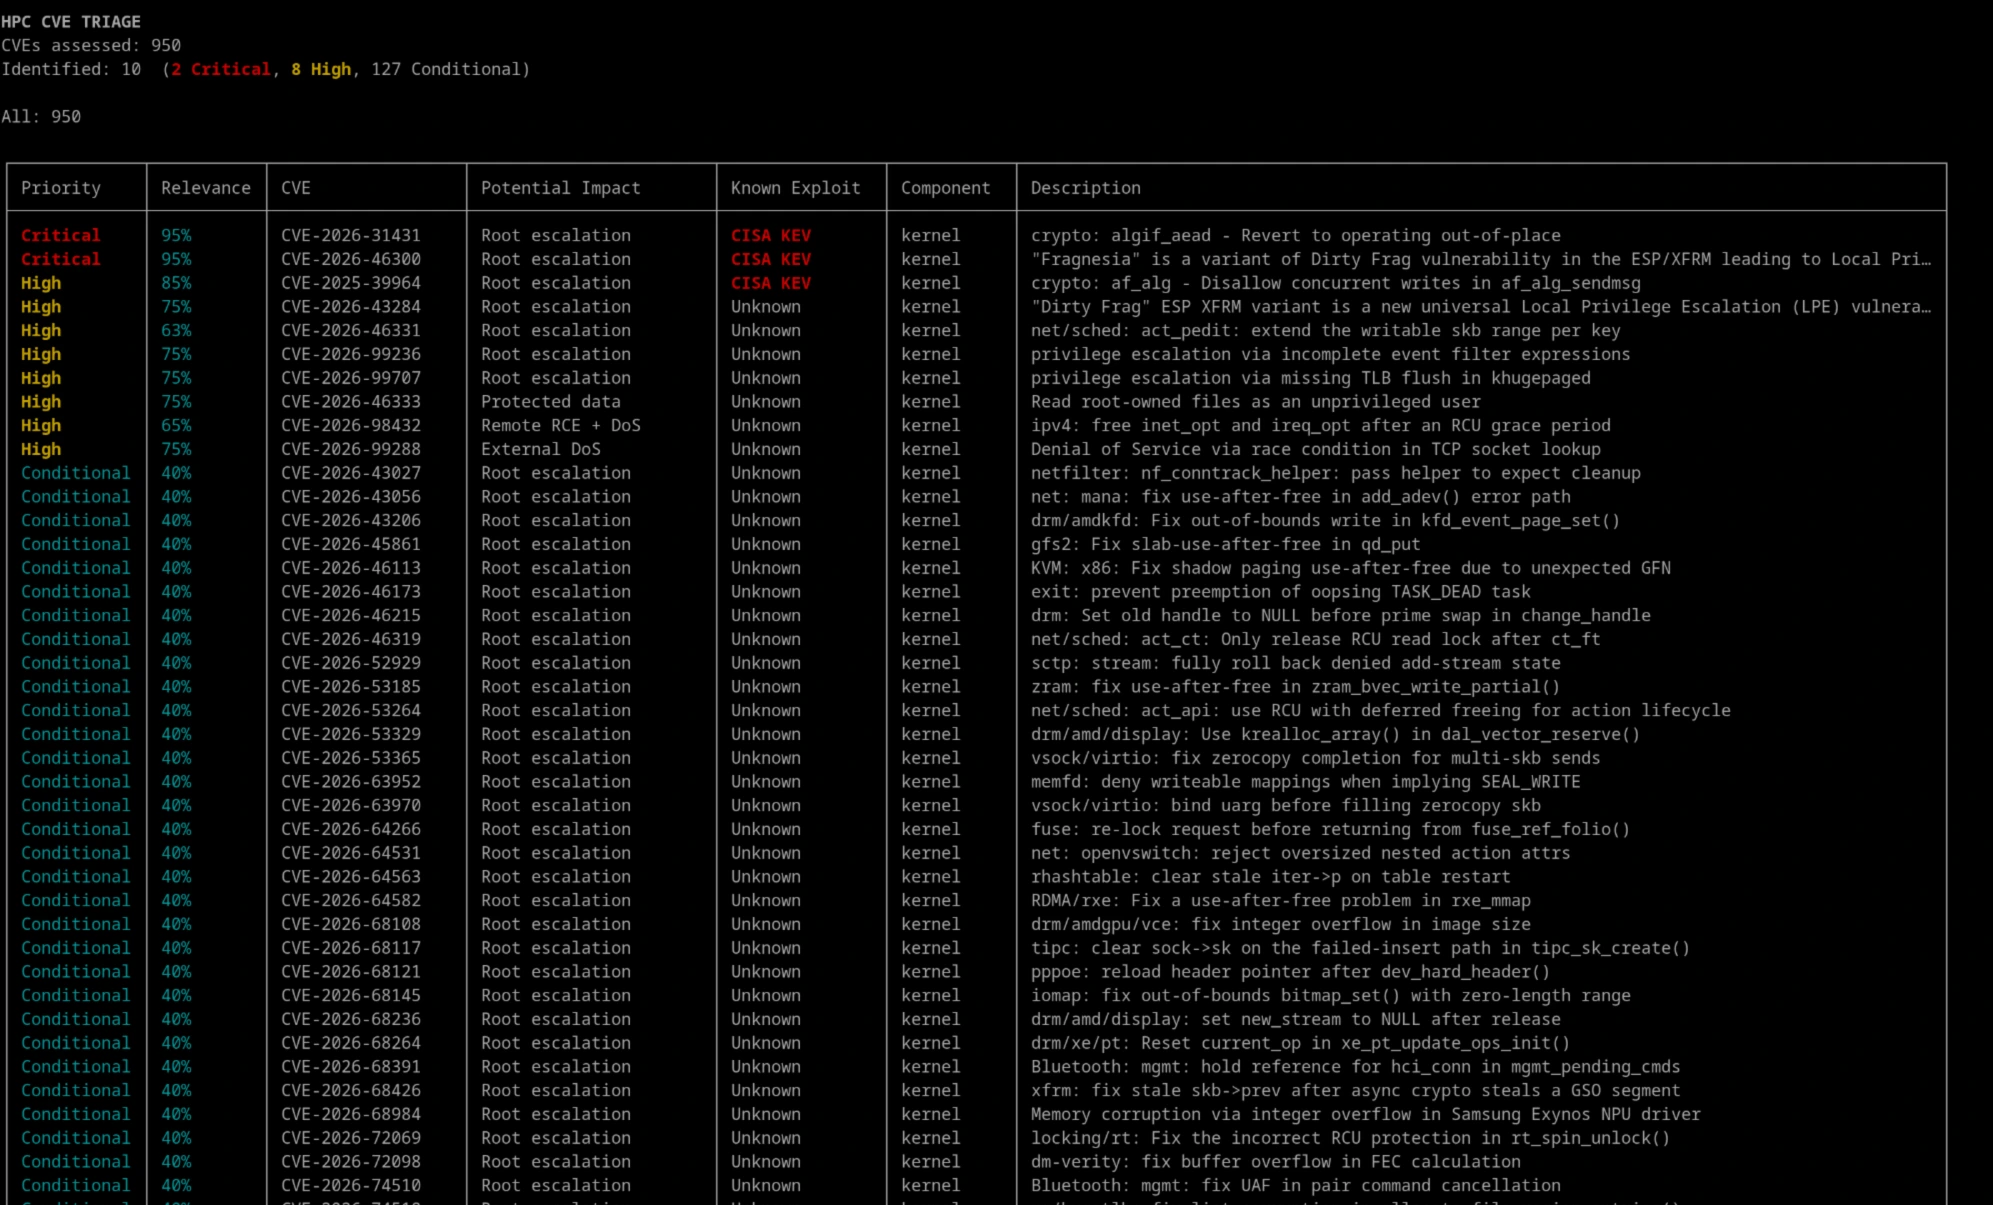 HPC CVE TRIAGE
CVEs assessed: 950
Identified: 10 (2 Critical, 8 High, 127 Conditional)
All: 950
Priority Relevance CVE Potential Impact Known Exploit Component Description
Critical 95% CVE-2026-31431 Root escalation CISA KEV kernel crypto: algif_aead - Revert to operating out-of-place
Critical 95% CVE-2026-46300 Root escalation CISA KEV kernel "Fragnesia" is a variant of Dirty Frag vulnerability in the ESP/XFRM leading to Local Pri…
High 85% CVE-2025-39964 Root escalation CISA KEV kernel crypto: af_alg - Disallow concurrent writes in af_alg_sendmsg
High 75% CVE-2026-43284 Root escalation Unknown kernel "Dirty Frag" ESP XFRM variant is a new universal Local Privilege Escalation (LPE) vulnera…
High 63% CVE-2026-46331 Root escalation Unknown kernel net/sched: act_pedit: extend the writable skb range per key
High 75% CVE-2026-99236 Root escalation Unknown kernel privilege escalation via incomplete event filter expressions
High 75% CVE-2026-99707 Root escalation Unknown kernel privilege escalation via missing TLB flush in khugepaged
High 75% CVE-2026-46333 Protected data Unknown kernel Read root-owned files as an unprivileged user
High 65% CVE-2026-98432 Remote RCE + DoS Unknown kernel ipv4: free inet_opt and ireq_opt after an RCU grace period
High 75% CVE-2026-99288 External DoS Unknown kernel Denial of Service via race condition in TCP socket lookup
Conditional 40% CVE-2026-43027 Root escalation Unknown kernel netfilter: nf_conntrack_helper: pass helper to expect cleanup
Conditional 40% CVE-2026-43056 Root escalation Unknown kernel net: mana: fix use-after-free in add_adev() error path
Conditional 40% CVE-2026-43206 Root escalation Unknown kernel drm/amdkfd: Fix out-of-bounds write in kfd_event_page_set()
Conditional 40% CVE-2026-45861 Root escalation Unknown kernel gfs2: Fix slab-use-after-free in qd_put
Conditional 40% CVE-2026-46113 Root escalation Unknown kernel KVM: x86: Fix shadow paging use-after-free due to unexpected GFN
Conditional 40% CVE-2026-46173 Root escalation Unknown kernel exit: prevent preemption of oopsing TASK_DEAD task
Conditional 40% CVE-2026-46215 Root escalation Unknown kernel drm: Set old handle to NULL before prime swap in change_handle
Conditional 40% CVE-2026-46319 Root escalation Unknown kernel net/sched: act_ct: Only release RCU read lock after ct_ft
Conditional 40% CVE-2026-52929 Root escalation Unknown kernel sctp: stream: fully roll back denied add-stream state
Conditional 40% CVE-2026-53185 Root escalation Unknown kernel zram: fix use-after-free in zram_bvec_write_partial()
Conditional 40% CVE-2026-53264 Root escalation Unknown kernel net/sched: act_api: use RCU with deferred freeing for action lifecycle
Conditional 40% CVE-2026-53329 Root escalation Unknown kernel drm/amd/display: Use krealloc_array() in dal_vector_reserve()
Conditional 40% CVE-2026-53365 Root escalation Unknown kernel vsock/virtio: fix zerocopy completion for multi-skb sends
Conditional 40% CVE-2026-63952 Root escalation Unknown kernel memfd: deny writeable mappings when implying SEAL_WRITE
Conditional 40% CVE-2026-63970 Root escalation Unknown kernel vsock/virtio: bind uarg before filling zerocopy skb
Conditional 40% CVE-2026-64266 Root escalation Unknown kernel fuse: re-lock request before returning from fuse_ref_folio()
Conditional 40% CVE-2026-64531 Root escalation Unknown kernel net: openvswitch: reject oversized nested action attrs
Conditional 40% CVE-2026-64563 Root escalation Unknown kernel rhashtable: clear stale iter->p on table restart
Conditional 40% CVE-2026-64582 Root escalation Unknown kernel RDMA/rxe: Fix a use-after-free problem in rxe_mmap
Conditional 40% CVE-2026-68108 Root escalation Unknown kernel drm/amdgpu/vce: fix integer overflow in image size
Conditional 40% CVE-2026-68117 Root escalation Unknown kernel tipc: clear sock->sk on the failed-insert path in tipc_sk_create()
Conditional 40% CVE-2026-68121 Root escalation Unknown kernel pppoe: reload header pointer after dev_hard_header()
Conditional 40% CVE-2026-68145 Root escalation Unknown kernel iomap: fix out-of-bounds bitmap_set() with zero-length range
Conditional 40% CVE-2026-68236 Root escalation Unknown kernel drm/amd/display: set new_stream to NULL after release
Conditional 40% CVE-2026-68264 Root escalation Unknown kernel drm/xe/pt: Reset current_op in xe_pt_update_ops_init()
Conditional 40% CVE-2026-68391 Root escalation Unknown kernel Bluetooth: mgmt: hold reference for hci_conn in mgmt_pending_cmds
Conditional 40% CVE-2026-68426 Root escalation Unknown kernel xfrm: fix stale skb->prev after async crypto steals a GSO segment
Conditional 40% CVE-2026-68984 Root escalation Unknown kernel Memory corruption via integer overflow in Samsung Exynos NPU driver
Conditional 40% CVE-2026-72069 Root escalation Unknown kernel locking/rt: Fix the incorrect RCU protection in rt_spin_unlock()
Conditional 40% CVE-2026-72098 Root escalation Unknown kernel dm-verity: fix buffer overflow in FEC calculation
Conditional 40% CVE-2026-74510 Root escalation Unknown kernel Bluetooth: mgmt: fix UAF in pair command cancellation